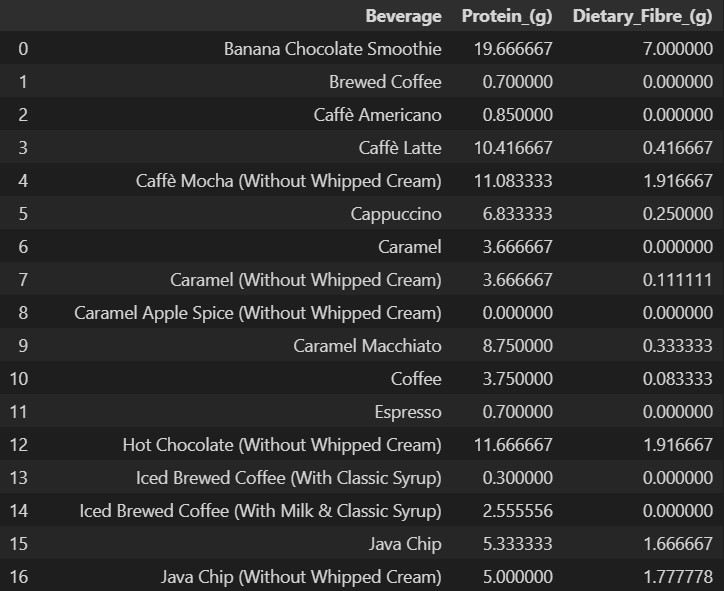 Beverage Protein_(g) Dietary_Fibre_(g)
0 Banana Chocolate Smoothie 19.666667 7.000000
1 Brewed Coffee 0.700000 0.000000
2 Caffè Americano 0.850000 0.000000
3 Caffè Latte 10.416667 0.416667
4 Caffè Mocha (Without Whipped Cream) 11.083333 1.916667
5 Cappuccino 6.833333 0.250000
6 Caramel 3.666667 0.000000
7 Caramel (Without Whipped Cream) 3.666667 0.111111
8 Caramel Apple Spice (Without Whipped Cream) 0.000000 0.000000
9 Caramel Macchiato 8.750000 0.333333
10 Coffee 3.750000 0.083333
11 Espresso 0.700000 0.000000
12 Hot Chocolate (Without Whipped Cream) 11.666667 1.916667
13 Iced Brewed Coffee (With Classic Syrup) 0.300000 0.000000
14 Iced Brewed Coffee (With Milk & Classic Syrup) 2.555556 0.000000
15 Java Chip 5.333333 1.666667
16 Java Chip (Without Whipped Cream) 5.000000 1.777778